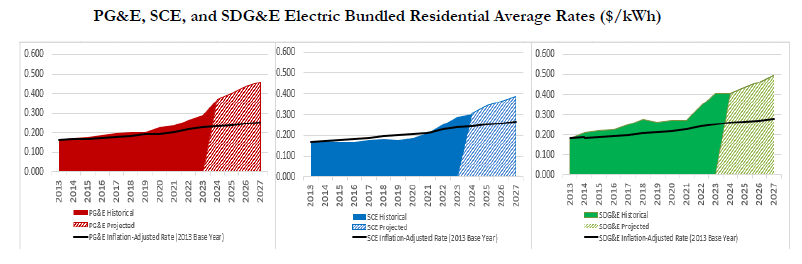 PG&E, SCE, and SDG&E Electric Bundled Residential Average Rates ($/kWh)
0.600
0.500
0.400
0.300
0.200
0.100
0.000
2013 2014 2015 2016 2017 2018 2019 2020 2021 2022 2023 2024 2025 2026 2027
PG&E Historical
PG&E Projected
PG&E Inflation-Adjusted Rate (2013 Base Year)
0.600
0.500
0.400
0.300
0.200
0.100
0.000
2013 2014 2015 2016 2017 2018 2019 2020 2021 2022 2023 2024 2025 2026 2027
SCE Historical
SCE Projected
SCE Inflation-Adjusted Rate (2013 Base Year)
0.600
0.500
0.400
0.300
0.200
0.100
0.000
2013 2014 2015 2016 2017 2018 2019 2020 2021 2022 2023 2024 2025 2026 2027
SDG&E Historical
SDG&E Projected
SDG&E Inflation-Adjusted Rate (2013 Base Year)